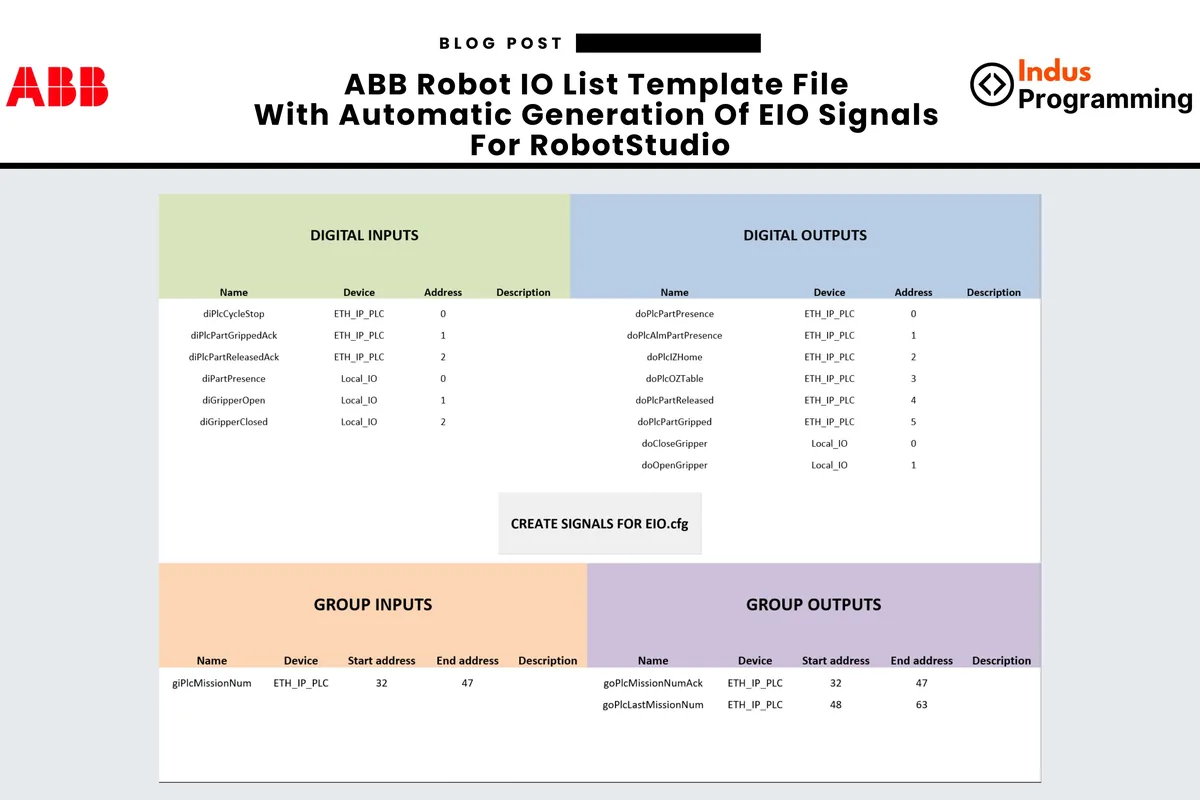 BLOG POST
ABB
ABB Robot IO List Template File
With Automatic Generation Of EIO Signals
For RobotStudio
Indus
Programming
DIGITAL INPUTS
Name Device Address Description
diPlcCycleStop ETH_IP_PLC 0
diPlcPartGrippedAck ETH_IP_PLC 1
diPlcPartReleasedAck ETH_IP_PLC 2
diPartPresence Local_IO 0
diGripperOpen Local_IO 1
diGripperClosed Local_IO 2
DIGITAL OUTPUTS
Name Device Address Description
doPlcPartPresence ETH_IP_PLC 0
doPlcAlmPartPresence ETH_IP_PLC 1
doPlcIZHome ETH_IP_PLC 2
doPlcOZTable ETH_IP_PLC 3
doPlcPartReleased ETH_IP_PLC 4
doPlcPartGripped ETH_IP_PLC 5
doCloseGripper Local_IO 0
doOpenGripper Local_IO 1
CREATE SIGNALS FOR EIO.cfg
GROUP INPUTS
Name Device Start address End address Description
giPlcMissionNum ETH_IP_PLC 32 47
GROUP OUTPUTS
Name Device Start address End address Description
goPlcMissionNumAck ETH_IP_PLC 32 47
goPlcLastMissionNum ETH_IP_PLC 48 63